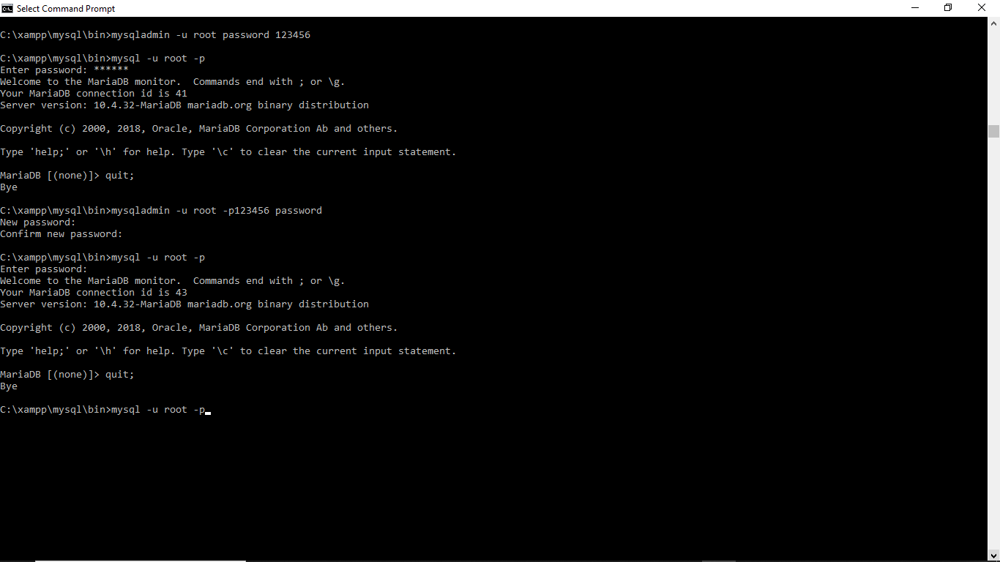 Select Command Prompt
C:\xampp\mysql\bin>mysqladmin -u root password 123456
C:\xampp\mysql\bin>mysql -u root -p
Enter password: ******
Welcome to the MariaDB monitor.  Commands end with ; or \g.
Your MariaDB connection id is 41
Server version: 10.4.32-MariaDB mariadb.org binary distribution
Copyright (c) 2000, 2018, Oracle, MariaDB Corporation Ab and others.
Type 'help;' or '\h' for help. Type '\c' to clear the current input statement.
MariaDB [(none)]> quit;
Bye
C:\xampp\mysql\bin>mysqladmin -u root -p123456 password
New password:
Confirm new password:
C:\xampp\mysql\bin>mysql -u root -p
Enter password:
Welcome to the MariaDB monitor.  Commands end with ; or \g.
Your MariaDB connection id is 43
Server version: 10.4.32-MariaDB mariadb.org binary distribution
Copyright (c) 2000, 2018, Oracle, MariaDB Corporation Ab and others.
Type 'help;' or '\h' for help. Type '\c' to clear the current input statement.
MariaDB [(none)]> quit;
Bye
C:\xampp\mysql\bin>mysql -u root -p